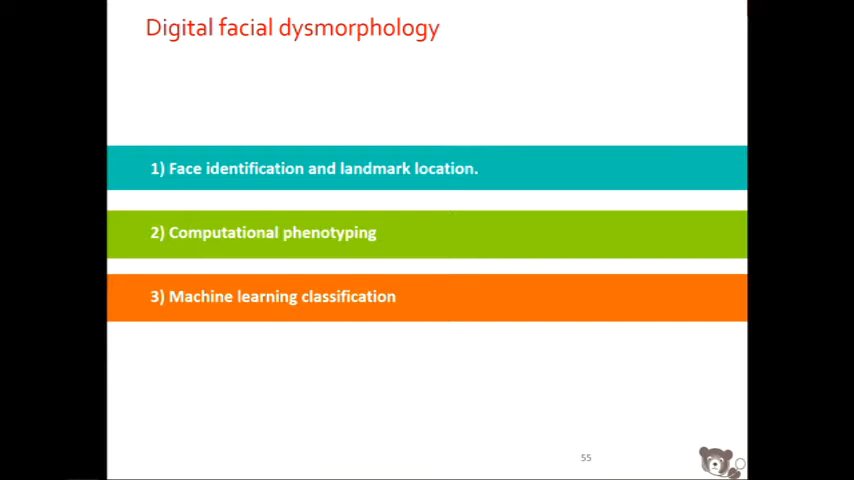 Digital facial dysmorphology
1) Face identification and landmark location.
2) Computational phenotyping
3) Machine learning classification
55